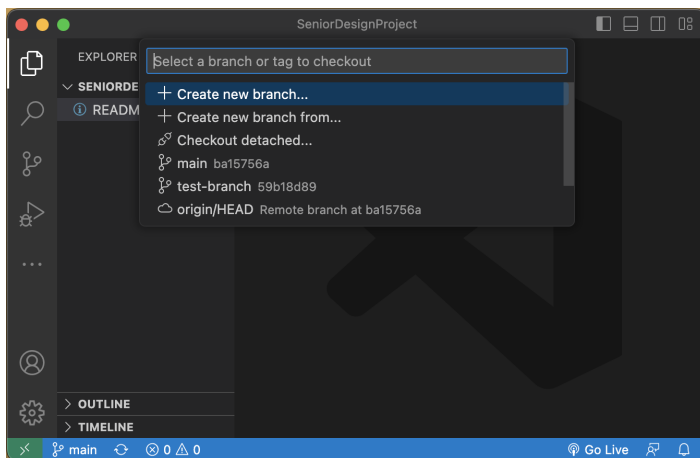 SeniorDesignProject
EXPLORER
Select a branch or tag to checkout
SENIORDE
Create new branch...
READM
Create new branch from...
Checkout detached...
main ba15756a
test-branch 59b18d89
origin/HEAD Remote branch at ba15756a
OUTLINE
TIMELINE
main 0 0 Go Live